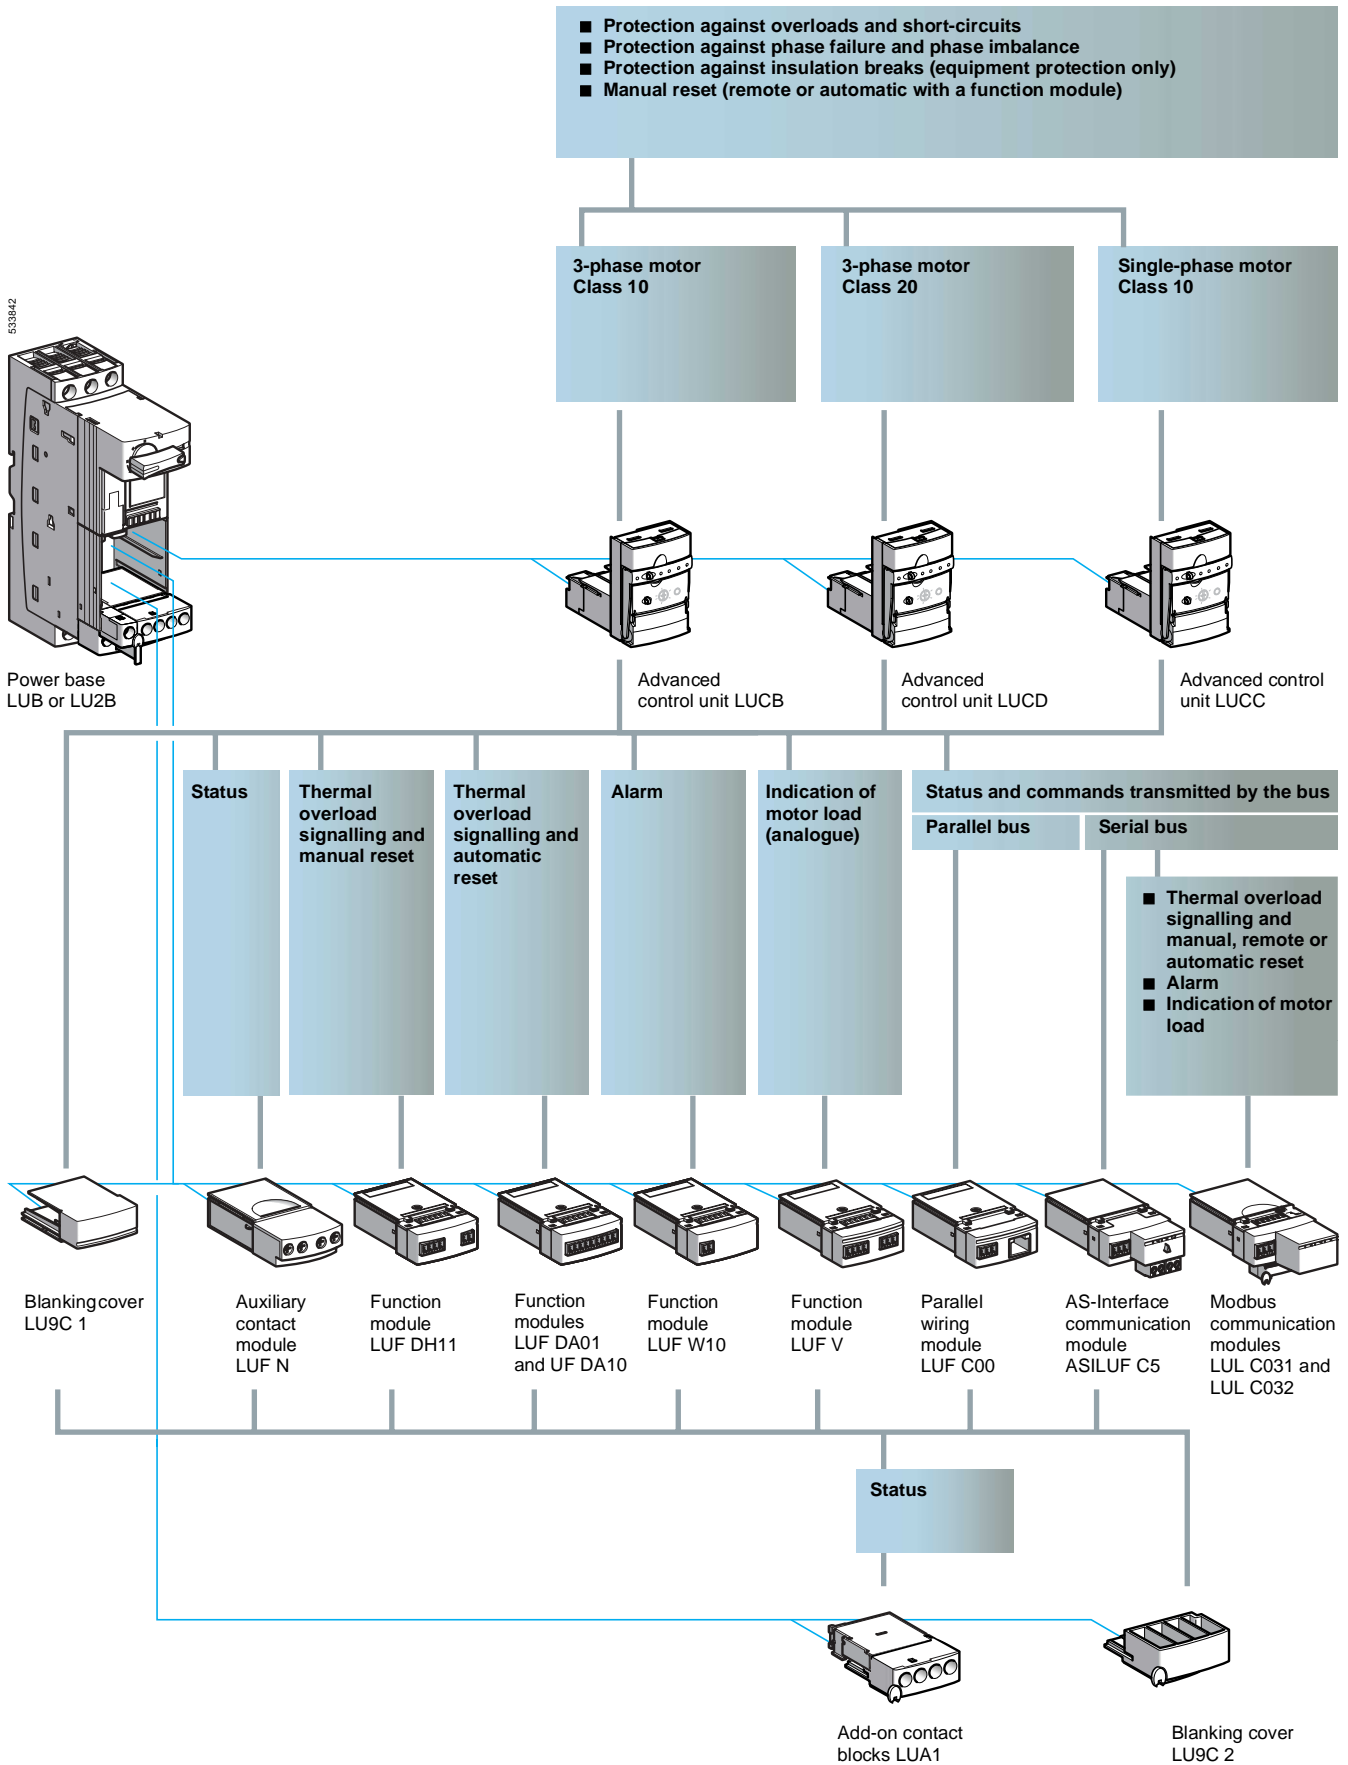 ■ Protection against overloads and short-circuits
■ Protection against phase failure and phase imbalance
■ Protection against insulation breaks (equipment protection only)
■ Manual reset (remote or automatic with a function module)
3-phase motor
Class 10
3-phase motor
Class 20
Single-phase motor
Class 10
533842
Power base
LUB or LU2B
Advanced
control unit LUCB
Advanced
control unit LUCD
Advanced control
unit LUCC
Status
Thermal
overload
signalling and
manual reset
Thermal
overload
signalling and
automatic
reset
Alarm
Indication of
motor load
(analogue)
Status and commands transmitted by the bus
Parallel bus
Serial bus
■ Thermal overload
signalling and
manual, remote or
automatic reset
■ Alarm
■ Indication of motor
load
Blanking cover
LU9C 1
Auxiliary
contact
module
LUF N
Function
module
LUF DH11
Function
modules
LUF DA01
and UF DA10
Function
module
LUF W10
Function
module
LUF V
Parallel
wiring
module
LUF C00
AS-Interface
communication
module
ASILUF C5
Modbus
communication
modules
LUL C031 and
LUL C032
Status
Add-on contact
blocks LUA1
Blanking cover
LU9C 2